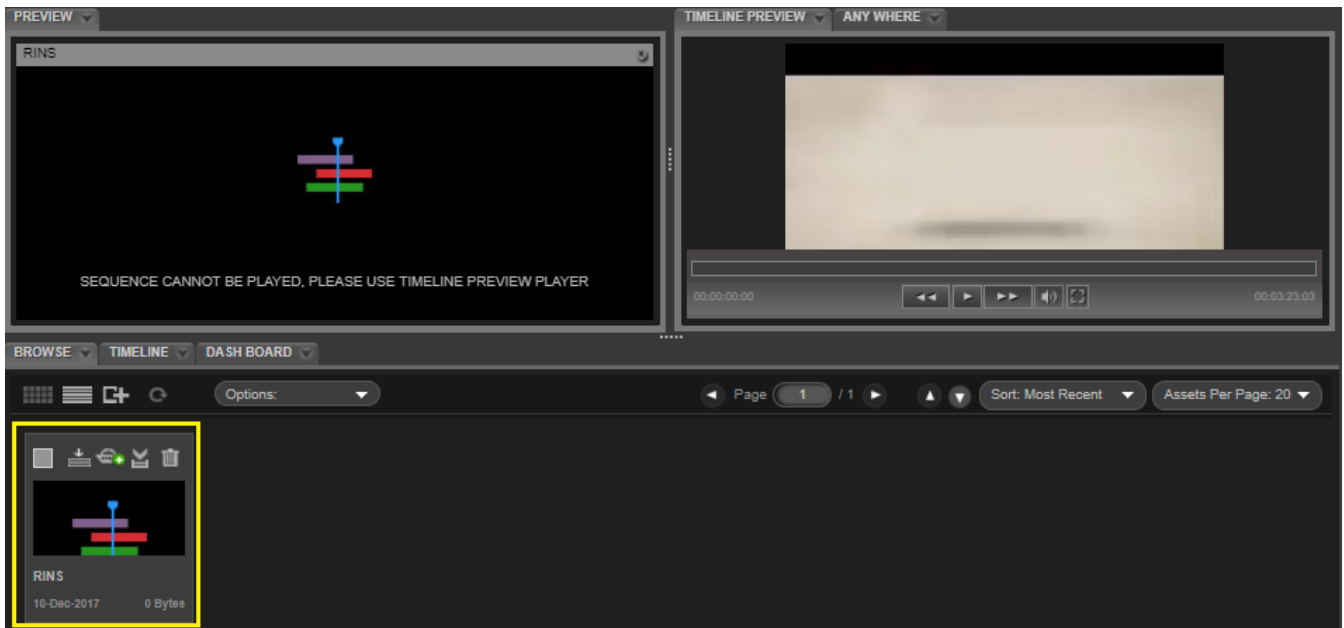 PREVIEW
RINS
SEQUENCE CANNOT BE PLAYED, PLEASE USE TIMELINE PREVIEW PLAYER
TIMELINE PREVIEW
ANY WHERE
00:00:00:00
00:03:23:03
BROWSE
TIMELINE
DASH BOARD
Options:
Page 1 / 1
Sort: Most Recent
Assets Per Page: 20
RINS
10-Dec-2017 0 Bytes